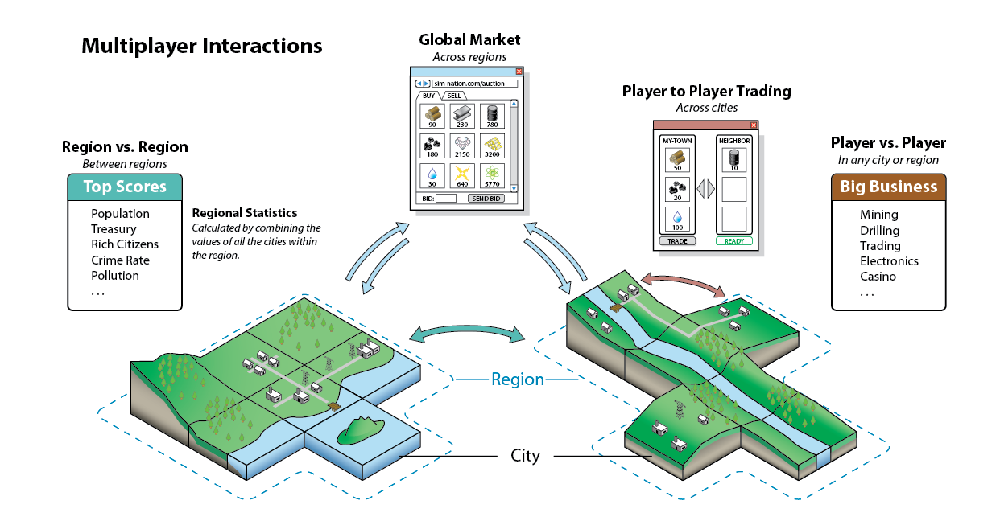 Multiplayer Interactions
Global Market
Across regions
sim-nation.com/auction
BUY SELL
90 230 780
180 2150 3200
30 640 5770
BID: SEND BID
Player to Player Trading
Across cities
MY-TOWN NEIGHBOR
50 10
20
100
TRADE READY
Region vs. Region
Between regions
Top Scores
Population
Treasury
Rich Citizens
Crime Rate
Pollution
. . .
Regional Statistics
Calculated by combining the
values of all the cities within
the region.
Player vs. Player
In any city or region
Big Business
Mining
Drilling
Trading
Electronics
Casino
. . .
Region
City